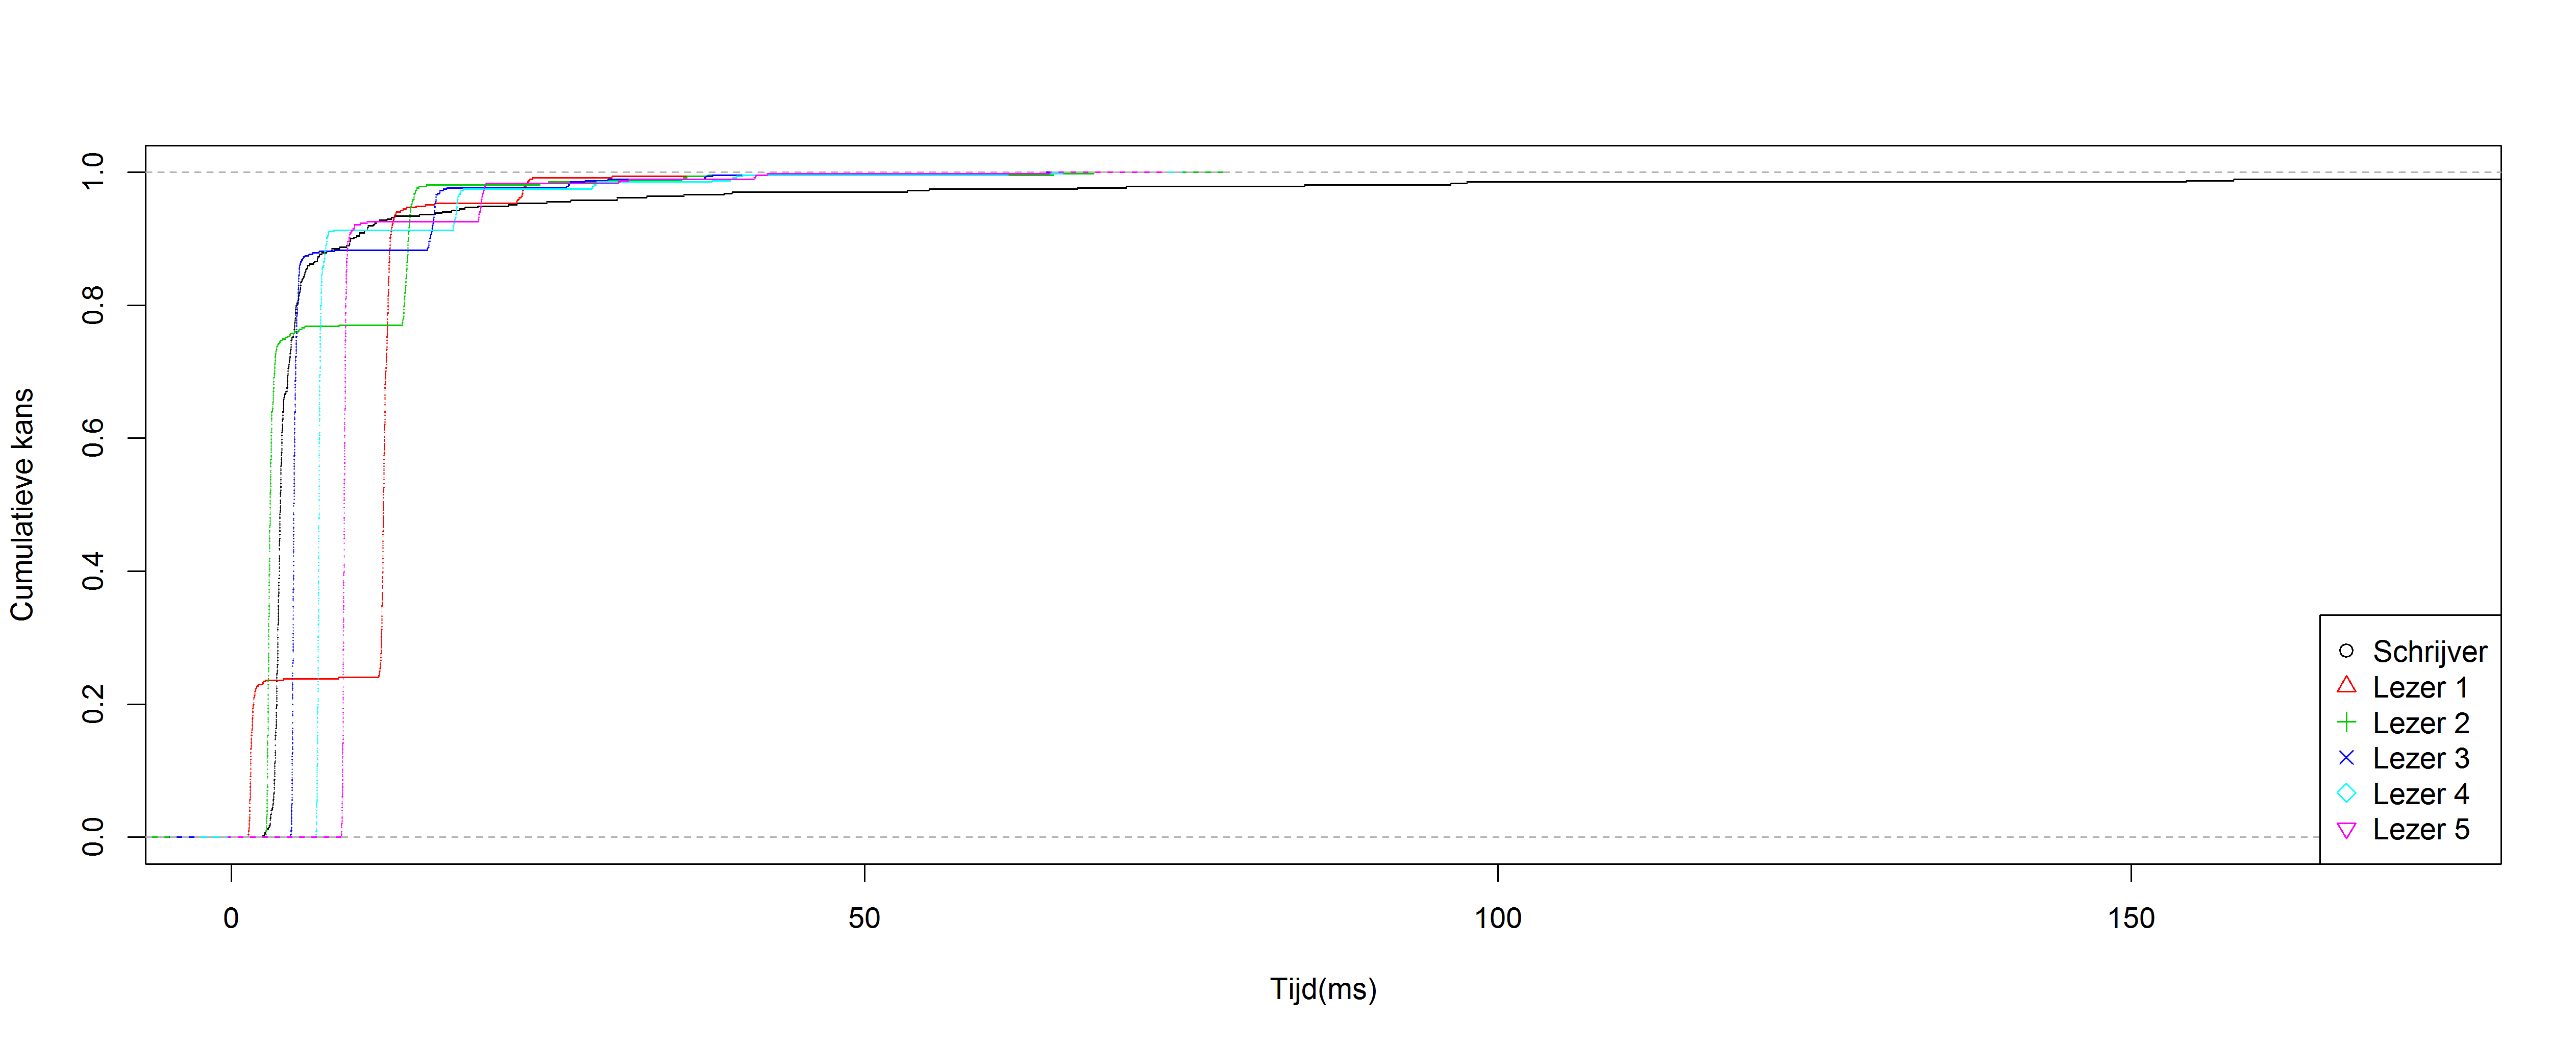 Cumulatieve kans
1.0
0.8
0.6
0.4
0.2
0.0
0
50
100
150
Tijd(ms)
Schrijver
Lezer 1
Lezer 2
Lezer 3
Lezer 4
Lezer 5